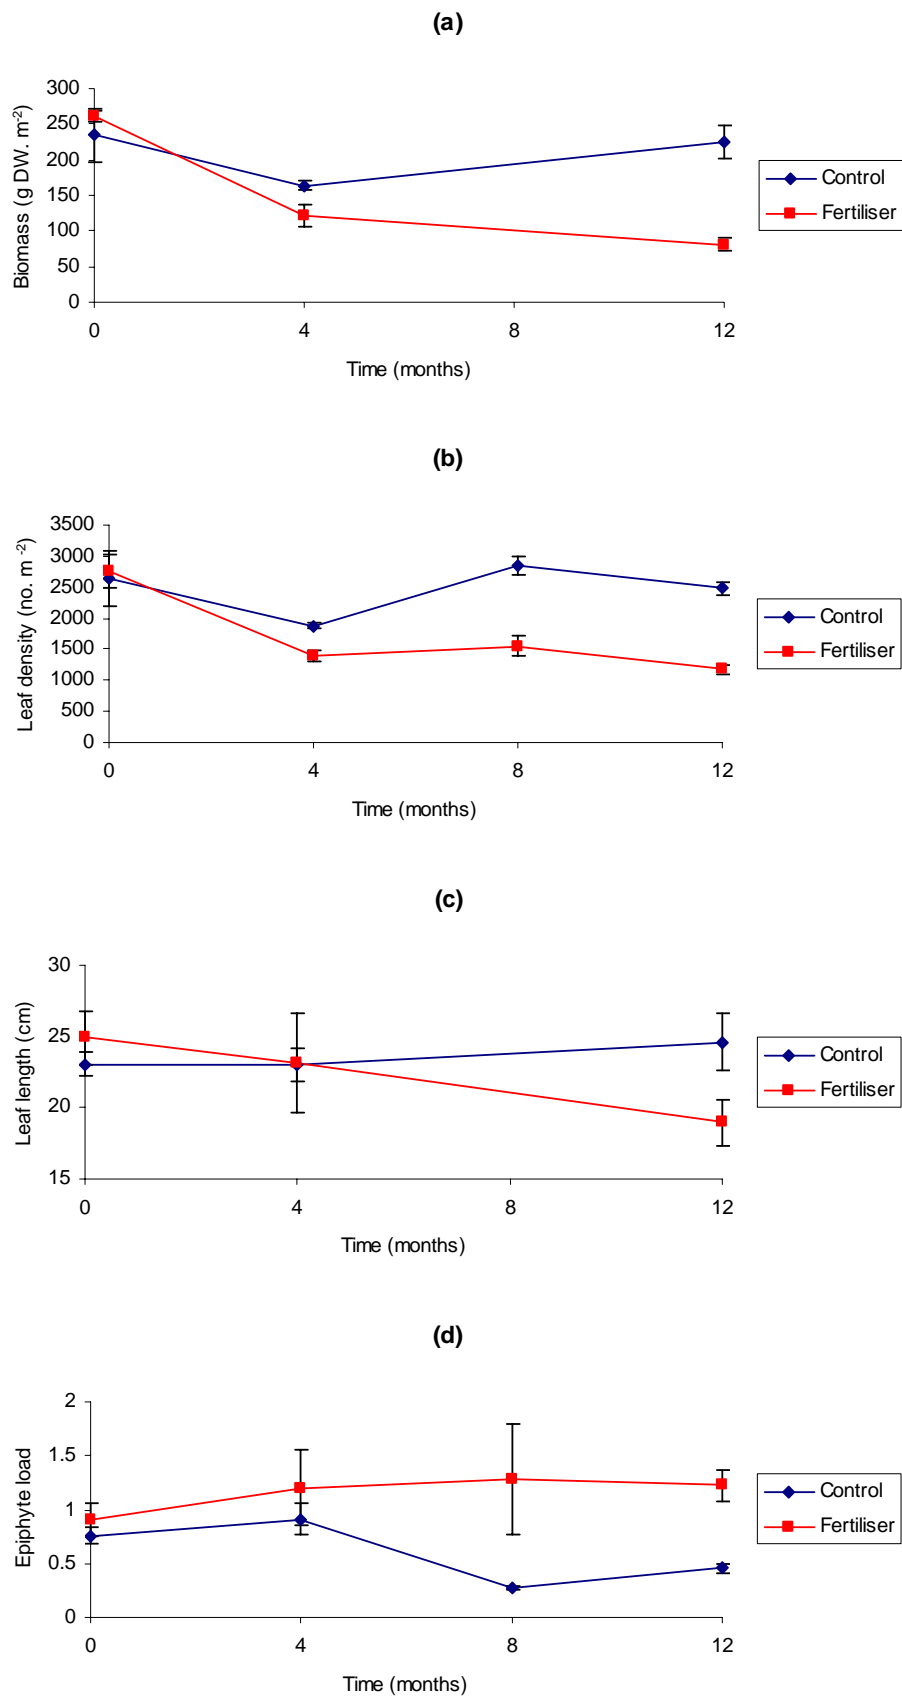 (a)
Biomass (g DW. m-2)
300
250
200
150
100
50
0
0 4 8 12
Time (months)
Control
Fertiliser
(b)
Leaf density (no. m -2)
3500
3000
2500
2000
1500
1000
500
0
0 4 8 12
Time (months)
Control
Fertiliser
(c)
Leaf length (cm)
30
25
20
15
0 4 8 12
Time (months)
Control
Fertiliser
(d)
Epiphyte load
2
1.5
1
0.5
0
0 4 8 12
Time (months)
Control
Fertiliser